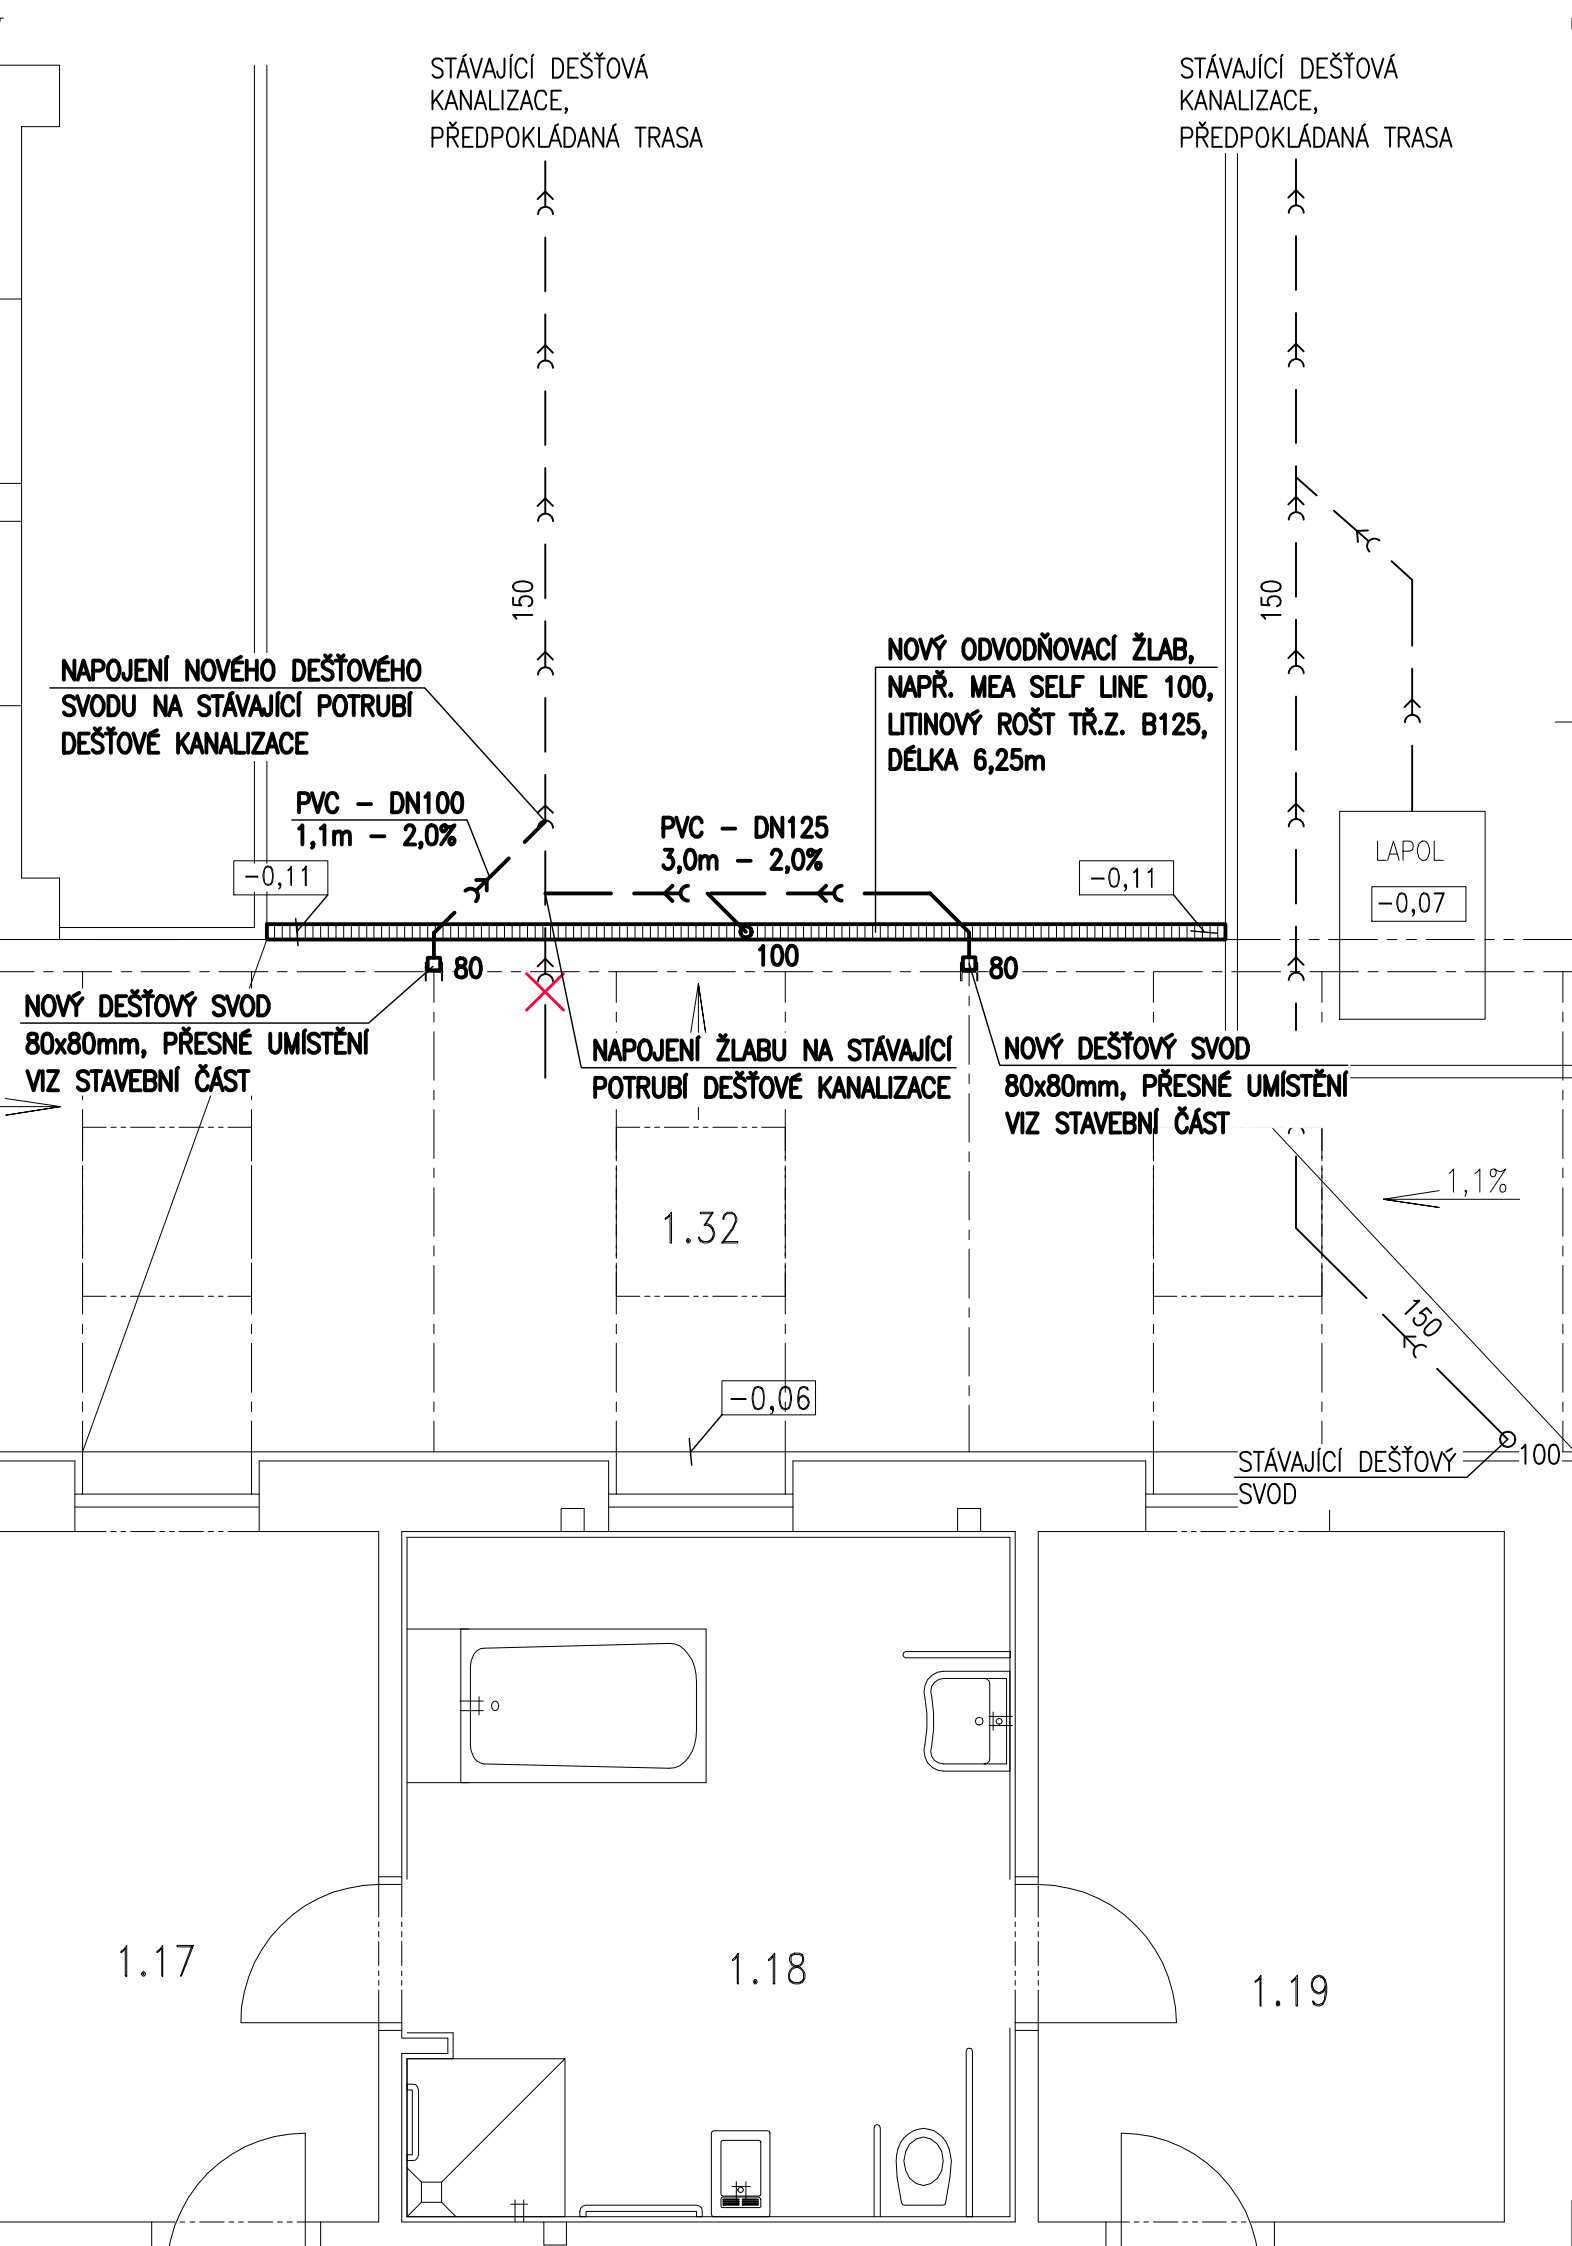 STÁVAJÍCÍ DEŠŤOVÁ
KANALIZACE,
PŘEDPOKLÁDANÁ TRASA
STÁVAJÍCÍ DEŠŤOVÁ
KANALIZACE,
PŘEDPOKLÁDANÁ TRASA
150
150
NAPOJENÍ NOVÉHO DEŠŤOVÉHO
SVODU NA STÁVAJÍCÍ POTRUBÍ
DEŠŤOVÉ KANALIZACE
NOVÝ ODVODŇOVACÍ ŽLAB,
NAPŘ. MEA SELF LINE 100,
LITINOVÝ ROŠT TŘ.Z. B125,
DÉLKA 6,25m
PVC – DN100
1,1m – 2,0%
PVC – DN125
3,0m – 2,0%
LAPOL
-0,07
-0,11
-0,11
80
100
80
NOVÝ DEŠŤOVÝ SVOD
80x80mm, PŘESNÉ UMÍSTĚNÍ
VIZ STAVEBNÍ ČÁST
NAPOJENÍ ŽLABU NA STÁVAJÍCÍ
POTRUBÍ DEŠŤOVÉ KANALIZACE
NOVÝ DEŠŤOVÝ SVOD
80x80mm, PŘESNÉ UMÍSTĚNÍ
VIZ STAVEBNÍ ČÁST
1,1%
1.32
150
-0,06
STÁVAJÍCÍ DEŠŤOVÝ
SVOD
100
1.17
1.18
1.19